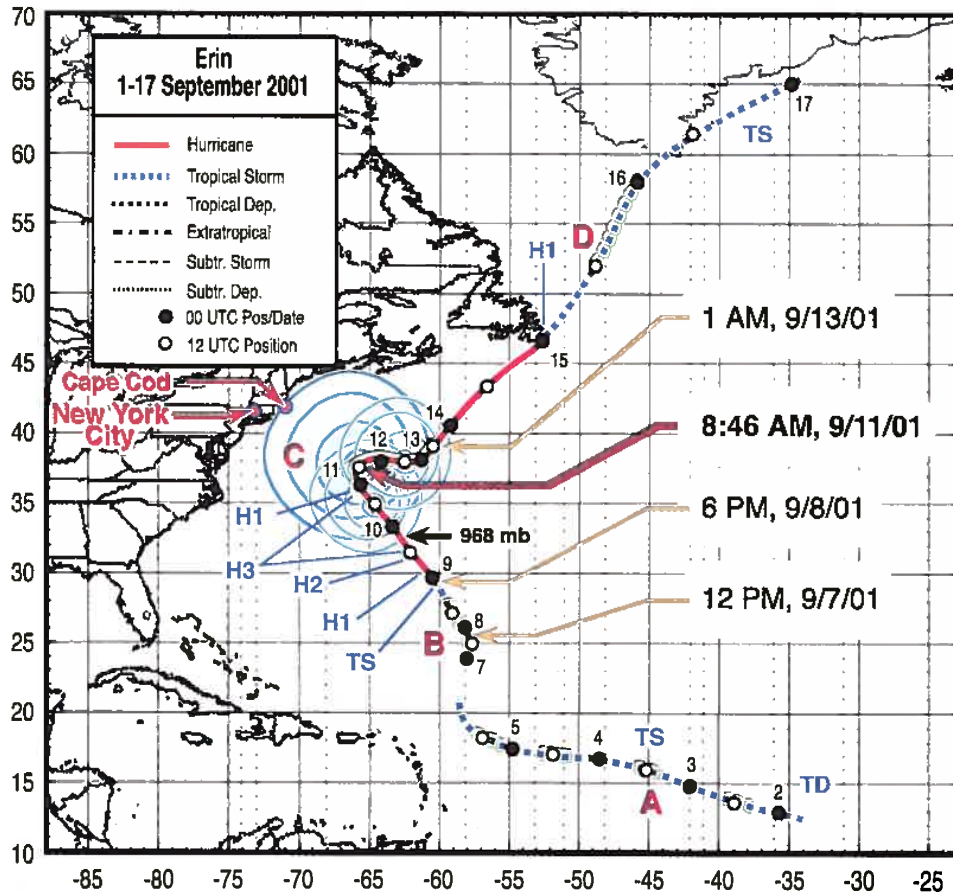 Erin
1-17 September 2001
Hurricane
Tropical Storm
Tropical Dep.
Extratropical
Subtr. Storm
Subtr. Dep.
00 UTC Pos/Date
12 UTC Position
70
65
60
55
50
45
40
35
30
25
20
15
10
-85
-80
-75
-70
-65
-60
-55
-50
-45
-40
-35
-30
-25
17
TS
16
D
H1
15
1 AM, 9/13/01
Cape Cod
New York
City
14
13
12
C
11
8:46 AM, 9/11/01
H1
10
968 mb
6 PM, 9/8/01
H3
H2
9
H1
12 PM, 9/7/01
8
B
TS
7
5
4
TS
3
A
2
TD